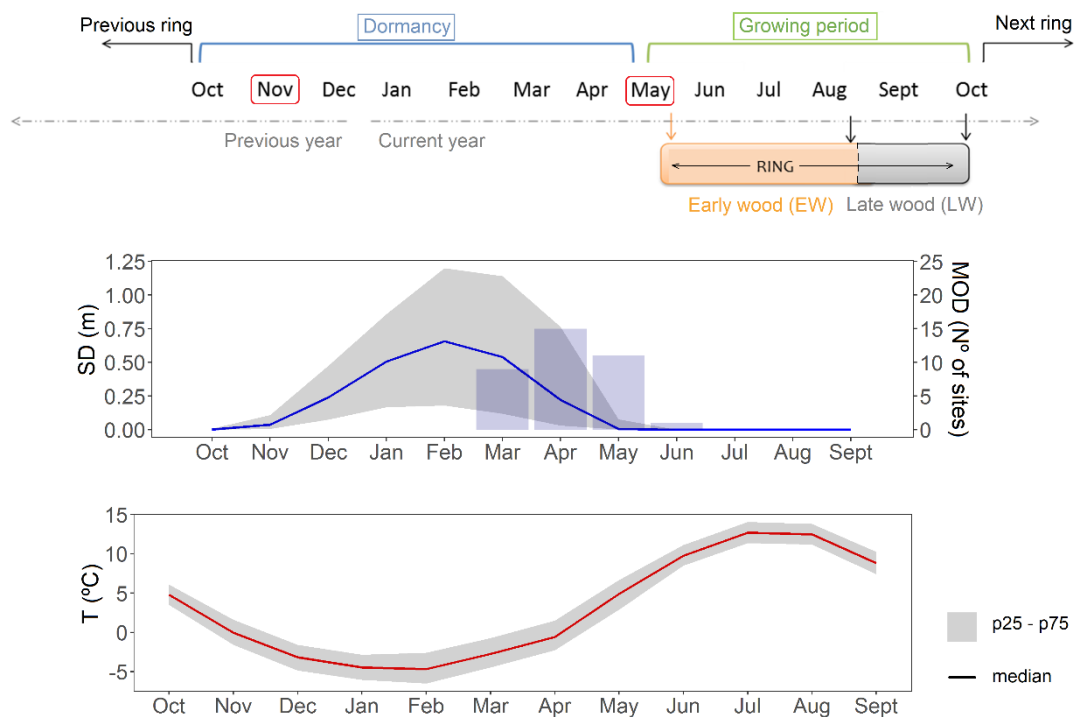 Previous ring
Dormancy
Growing period
Next ring
Oct Nov Dec Jan Feb Mar Apr May Jun Jul Aug Sept Oct
Previous year
Current year
RING
Early wood (EW)
Late wood (LW)
SD (m)
1.25
1.00
0.75
0.50
0.25
0.00
25
20
15
10
5
0
MOD (Nº of sites)
Oct Nov Dec Jan Feb Mar Apr May Jun Jul Aug Sept
T (ºC)
15
10
5
0
-5
Oct Nov Dec Jan Feb Mar Apr May Jun Jul Aug Sept
p25 - p75
median